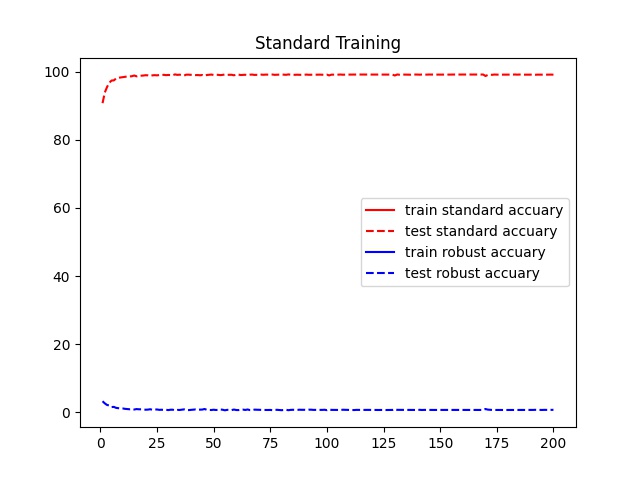 Standard Training
100
80
60
40
20
0
train standard accuary
test standard accuary
train robust accuary
test robust accuary
0 25 50 75 100 125 150 175 200